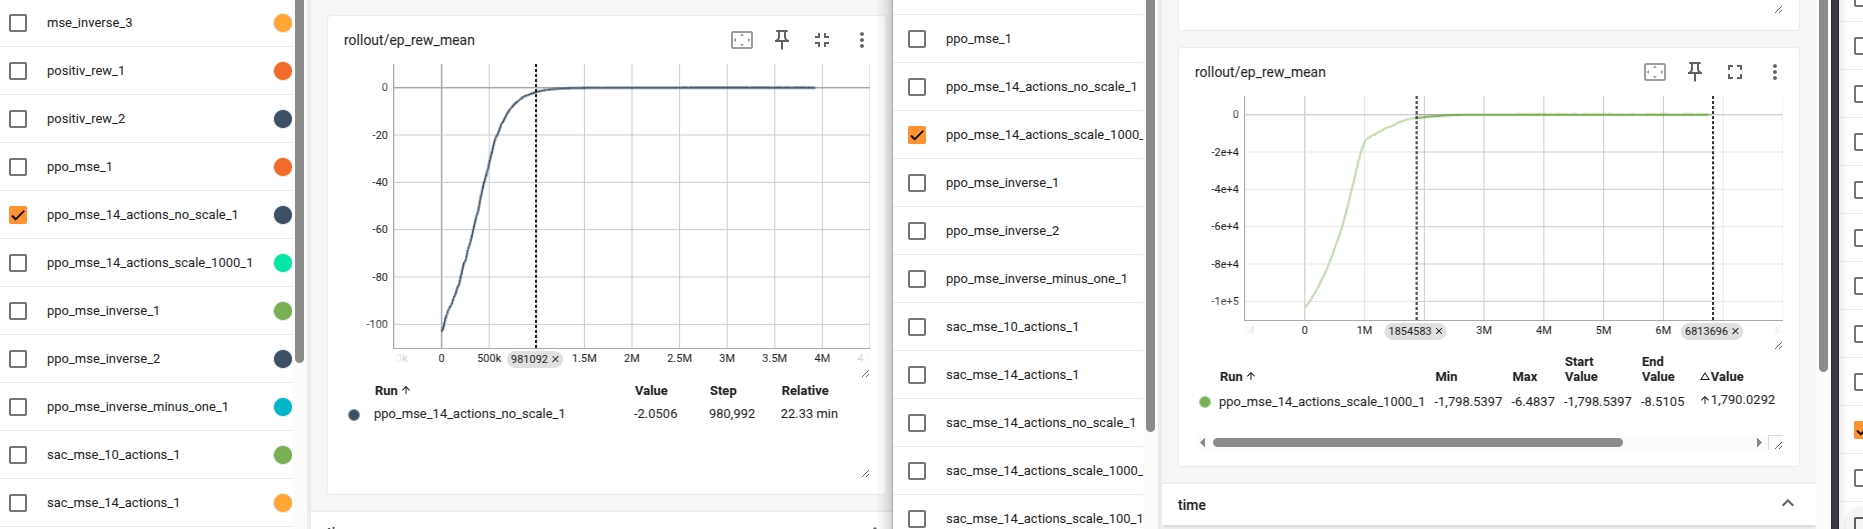 mse_inverse_3
positiv_rew_1
positiv_rew_2
ppo_mse_1
ppo_mse_14_actions_no_scale_1
ppo_mse_14_actions_scale_1000_1
ppo_mse_inverse_1
ppo_mse_inverse_2
ppo_mse_inverse_minus_one_1
sac_mse_10_actions_1
sac_mse_14_actions_1
rollout/ep_rew_mean
0
-20
-40
-60
-80
-100
0k 0 500k 981092 × 1.5M 2M 2.5M 3M 3.5M 4M 4.
Run ↑ Value Step Relative
ppo_mse_14_actions_no_scale_1 -2.0506 980,992 22.33 min
ppo_mse_1
ppo_mse_14_actions_no_scale_1
ppo_mse_14_actions_scale_1000_
ppo_mse_inverse_1
ppo_mse_inverse_2
ppo_mse_inverse_minus_one_1
sac_mse_10_actions_1
sac_mse_14_actions_1
sac_mse_14_actions_no_scale_1
sac_mse_14_actions_scale_1000_
sac_mse_14_actions_scale_100_1
rollout/ep_rew_mean
0
-2e+4
-4e+4
-6e+4
-8e+4
-1e+5
M 0 1M 1854583 × 3M 4M 5M 6M 6813696 × 8
Run ↑ Min Max Start Value End Value △Value
ppo_mse_14_actions_scale_1000_1 -1,798.5397 -6.4837 -1,798.5397 -8.5105 ↑1,790.0292
time